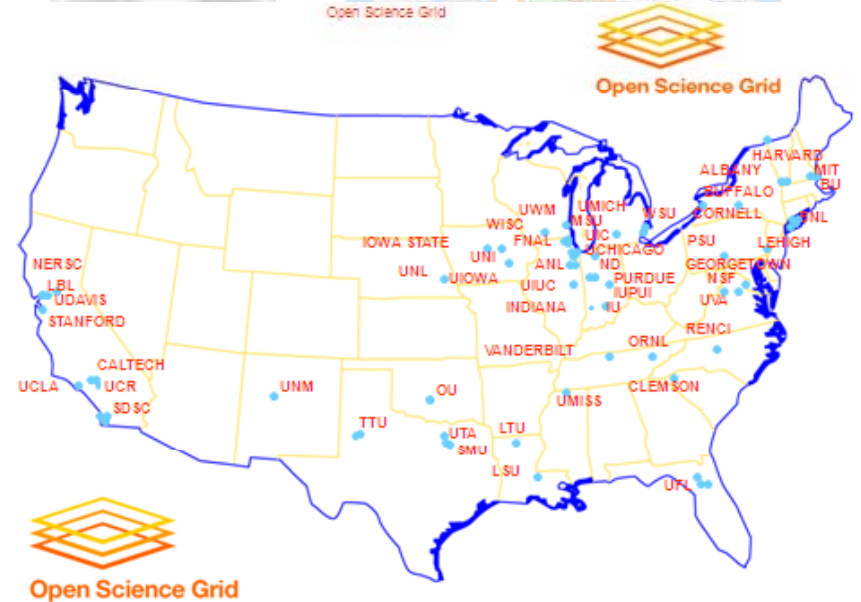 Open Science Grid
Open Science Grid
HARVARD
ALBANY
MIT
BU
BUFFALO
UWM
UMICH
MSU
WSU
CORNELL
BNL
WISC
UIC
IOWA STATE
FNAL
UCHICAGO
PSU
LEHIGH
UNI
NERSC
UNL
UIOWA
ANL
ND
GEORGETOWN
LBL
UDAVIS
UIUC
PURDUE
NSF
IUPUI
UVA
STANFORD
INDIANA
IU
RENCI
VANDERBILT
ORNL
CALTECH
UCLA
UCR
UNM
OU
CLEMSON
UMISS
SDSC
TTU
UTA
LTU
SMU
LSU
UFL
Open Science Grid